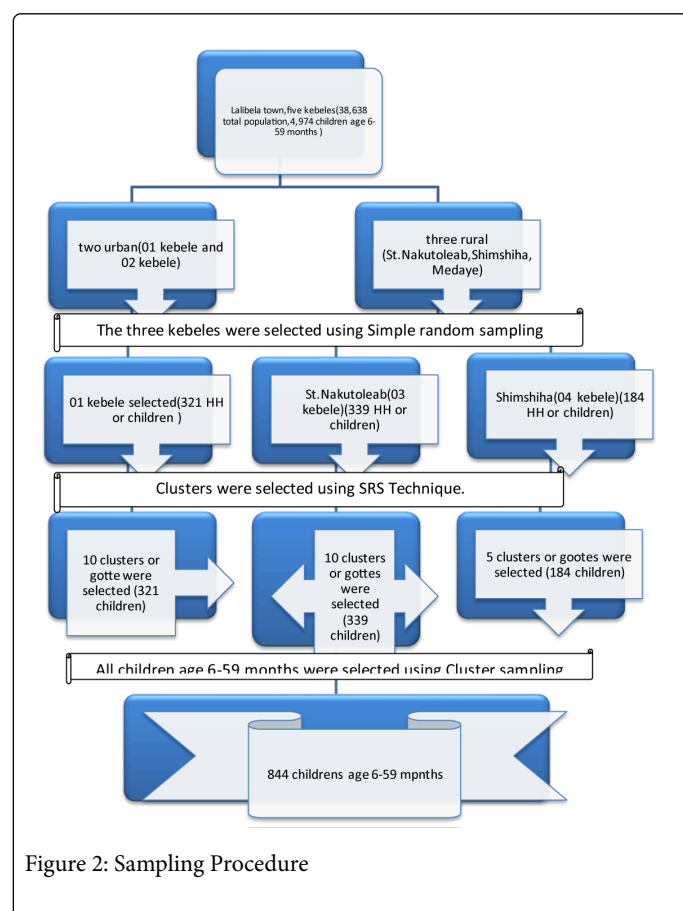 Lalibela town,five kebeles(38,638
total population,4,974 children age 6-
59 months )
two urban(01 kebele and
02 kebele)
three rural
(St.Nakutoleab,Shimshiha,
Medaye)
The three kebeles were selected using Simple random sampling
01 kebele selected(321 HH
or children )
St.Nakutoleab(03
kebele)(339 HH or
children)
Shimshiha(04 kebele)(184
HH or children)
Clusters were selected using SRS Technique.
10 clusters or
gotte were
selected (321
children)
10 clusters
or gottes
were
selected
(339
children)
5 clusters or gootes were
selected (184 children)
All children age 6-59 months were selected using Cluster sampling
844 childrens age 6-59 mpnths
Figure 2: Sampling Procedure